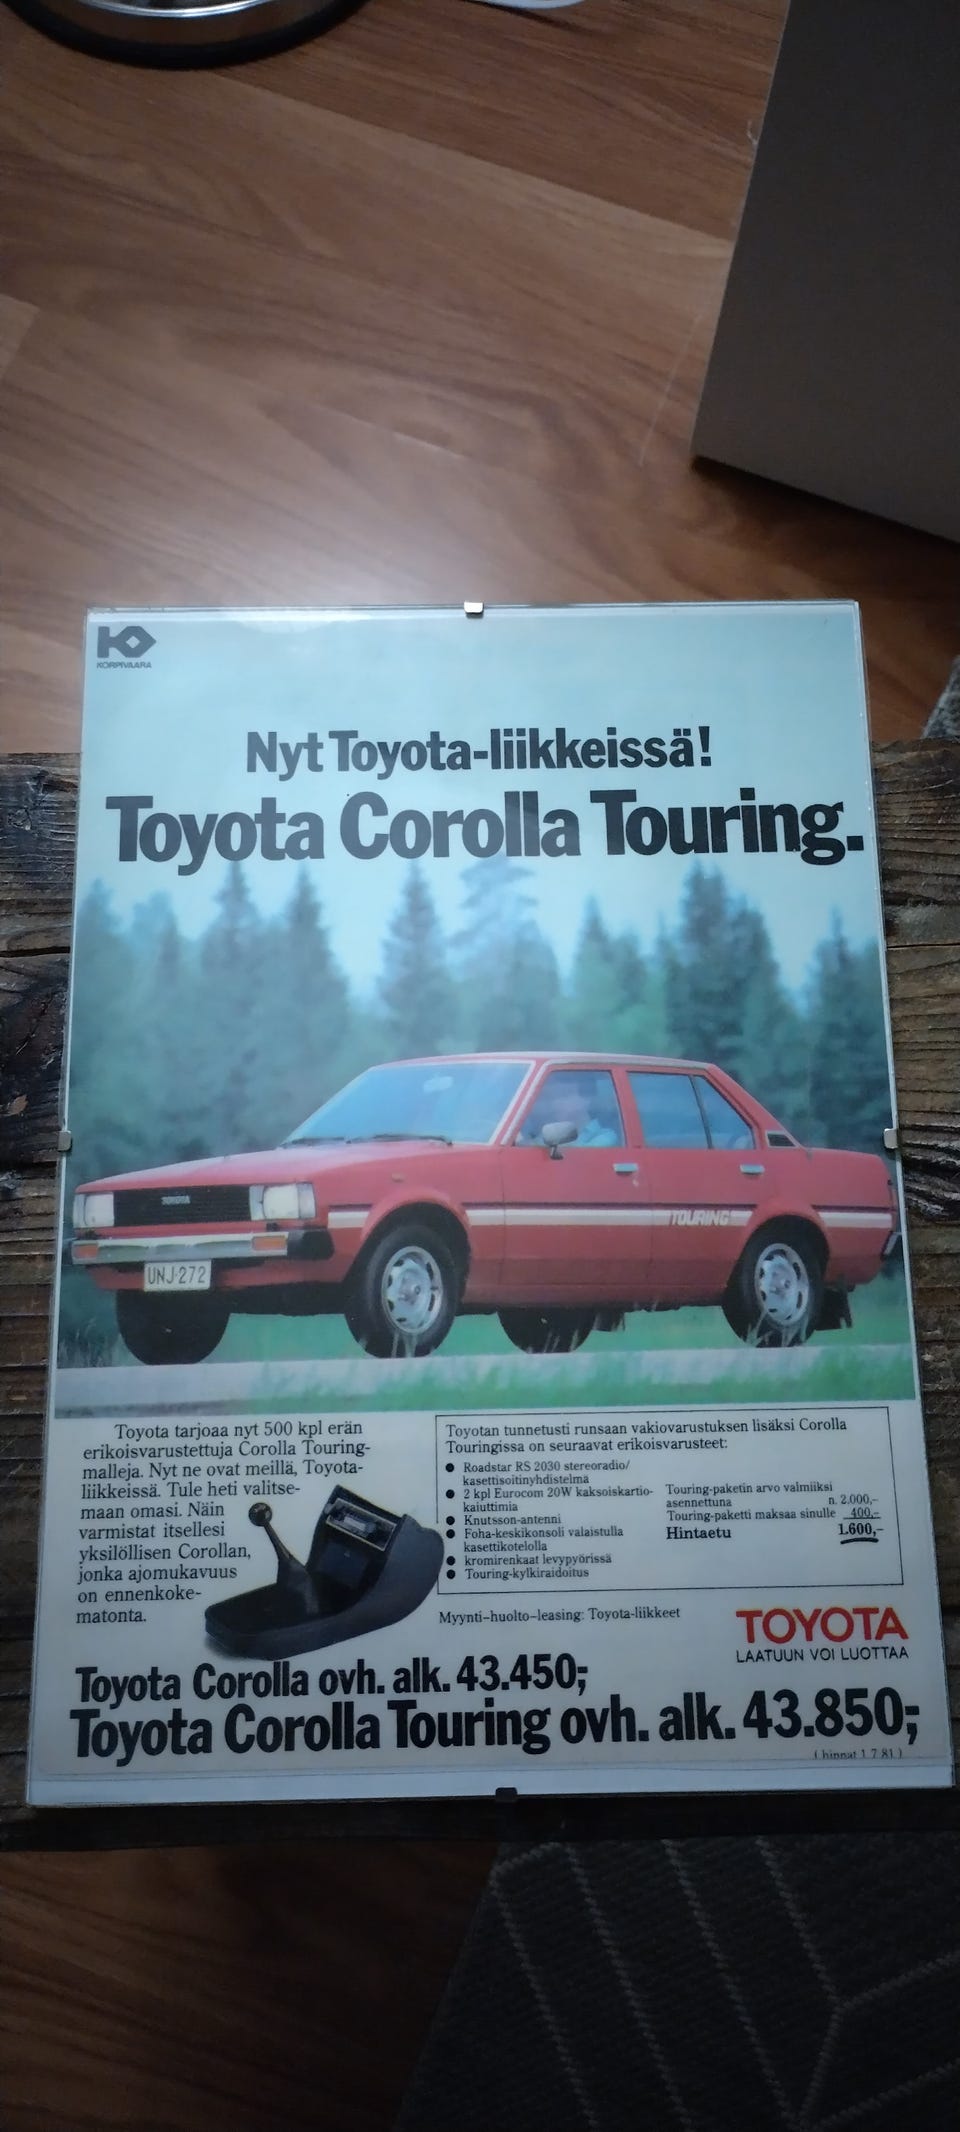 KORPIVAARA
Nyt Toyota-liikkeissä!
Toyota Corolla Touring.
TOYOTA
TOURING
UNJ-272
Toyota tarjoaa nyt 500 kpl erän
erikoisvarustettuja Corolla Touring-
malleja. Nyt ne ovat meillä, Toyota-
liikkeissä. Tule heti valitse-
maan omasi. Näin
varmistat itsellesi
yksilöllisen Corollan,
jonka ajomukavuus
on ennenkoke-
matonta.
Toyotan tunnetusti runsaan vakiovarustuksen lisäksi Corolla
Touringissa on seuraavat erikoisvarusteet:
● Roadstar RS 2030 stereoradio/
kasettisoitinyhdistelmä
● 2 kpl Eurocom 20W kaksoiskartio-
kaiuttimia
● Knutsson-antenni
● Foha-keskikonsoli valaistulla
kasettikotelolla
● kromirenkaat levypyörissä
● Touring-kylkiraidoitus
Touring-paketin arvo valmiiksi
asennettuna n. 2.000,-
Touring-paketti maksaa sinulle 400,-
Hintaetu 1.600,-
Myynti-huolto-leasing: Toyota-liikkeet
TOYOTA
LAATUUN VOI LUOTTAA
Toyota Corolla ovh. alk. 43.450,-
Toyota Corolla Touring ovh. alk. 43.850,-
(hinnat 1.7.81)